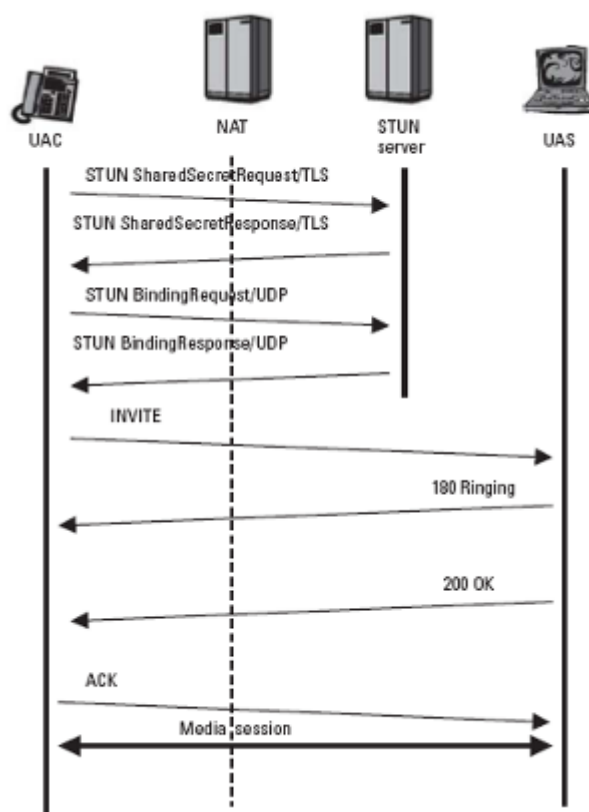 UAC
NAT
STUN
server
UAS
STUN SharedSecretRequest/TLS
STUN SharedSecretResponse/TLS
STUN BindingRequest/UDP
STUN BindingResponse/UDP
INVITE
180 Ringing
200 OK
ACK
Media session